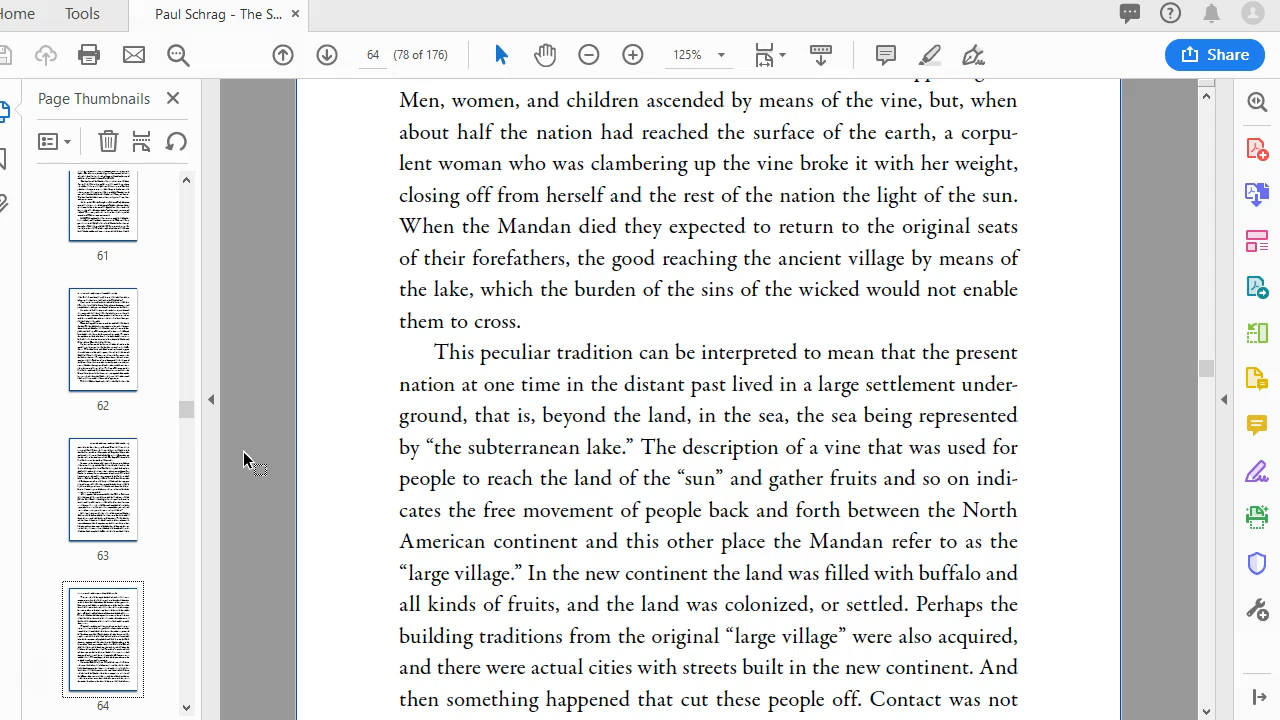 Home Tools Paul Schrag - The S... ×
64 (78 of 176) 125% Share
Page Thumbnails
61
62
63
64
Men, women, and children ascended by means of the vine, but, when
about half the nation had reached the surface of the earth, a corpu-
lent woman who was clambering up the vine broke it with her weight,
closing off from herself and the rest of the nation the light of the sun.
When the Mandan died they expected to return to the original seats
of their forefathers, the good reaching the ancient village by means of
the lake, which the burden of the sins of the wicked would not enable
them to cross.
This peculiar tradition can be interpreted to mean that the present
nation at one time in the distant past lived in a large settlement under-
ground, that is, beyond the land, in the sea, the sea being represented
by “the subterranean lake.” The description of a vine that was used for
people to reach the land of the “sun” and gather fruits and so on indi-
cates the free movement of people back and forth between the North
American continent and this other place the Mandan refer to as the
“large village.” In the new continent the land was filled with buffalo and
all kinds of fruits, and the land was colonized, or settled. Perhaps the
building traditions from the original “large village” were also acquired,
and there were actual cities with streets built in the new continent. And
then something happened that cut these people off. Contact was not